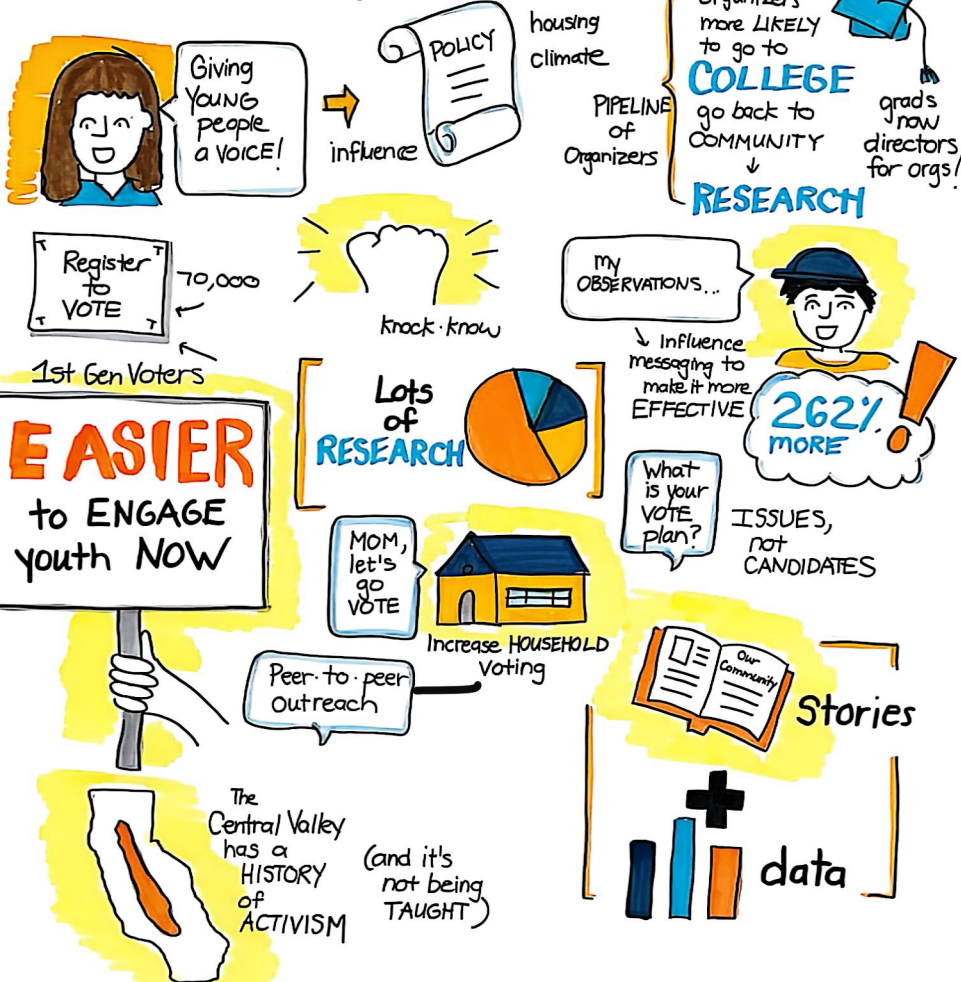 Giving
YOUNG
people
a VOICE!
influence
POLICY
housing
climate
PIPELINE
of
Organizers
Organizers
more LIKELY
to go to
COLLEGE
go back to
COMMUNITY
RESEARCH
grads
now
directors
for orgs!
Register
to
VOTE
70,000
1st Gen Voters
knock·know
my
OBSERVATIONS...
Influence
messaging to
make it more
EFFECTIVE
262%
MORE
!
EASIER
to ENGAGE
youth NOW
Lots
of
RESEARCH
What
is your
VOTE
plan?
ISSUES,
not
CANDIDATES
MOM,
let's
go
VOTE
Increase HOUSEHOLD
Voting
Peer·to·peer
Outreach
Our
Community
Stories
+
data
The
Central Valley
has a
HISTORY
of
ACTIVISM
(and it's
not being
TAUGHT)